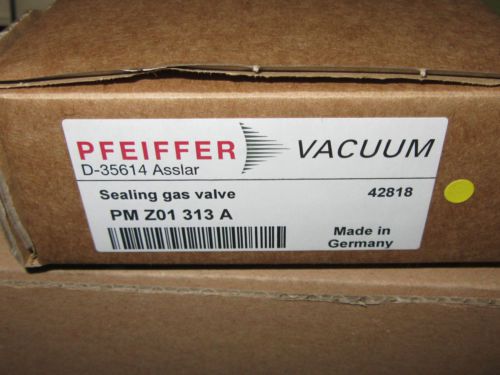 PFEIFFER VACUUM
D-35614 Asslar
Sealing gas valve 42818
PM Z01 313 A
Made in
Germany